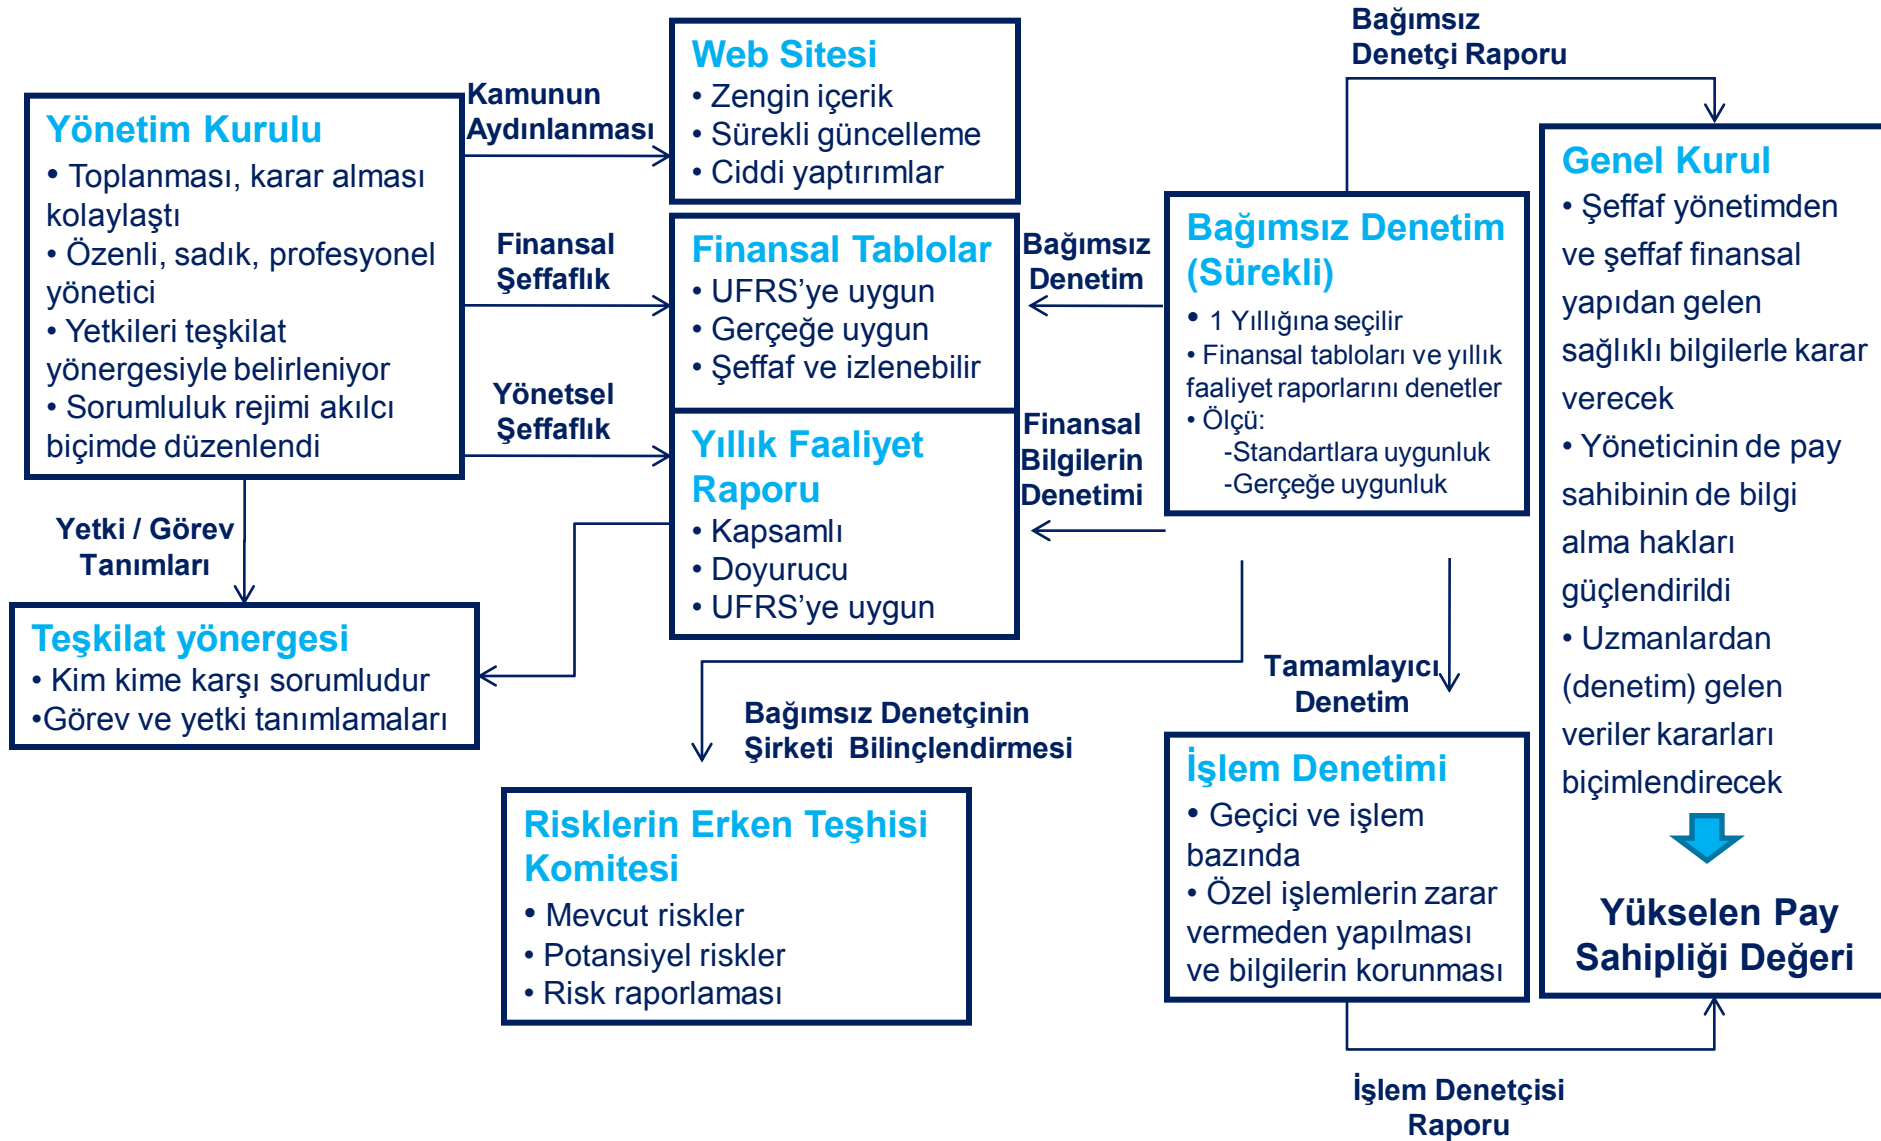 Yönetim Kurulu
• Toplanması, karar alması
kolaylaştı
• Özenli, sadık, profesyonel
yönetici
• Yetkileri teşkilat
yönergesiyle belirleniyor
• Sorumluluk rejimi akılcı
biçimde düzenlendi
Kamunun
Aydınlanması
Finansal
Şeffaflık
Yönetsel
Şeffaflık
Yetki / Görev
Tanımları
Teşkilat yönergesi
• Kim kime karşı sorumludur
•Görev ve yetki tanımlamaları
Web Sitesi
• Zengin içerik
• Sürekli güncelleme
• Ciddi yaptırımlar
Finansal Tablolar
• UFRS’ye uygun
• Gerçeğe uygun
• Şeffaf ve izlenebilir
Yıllık Faaliyet
Raporu
• Kapsamlı
• Doyurucu
• UFRS’ye uygun
Bağımsız
Denetim
Finansal
Bilgilerin
Denetimi
Bağımsız Denetçinin
Şirketi Bilinçlendirmesi
Risklerin Erken Teşhisi
Komitesi
• Mevcut riskler
• Potansiyel riskler
• Risk raporlaması
Bağımsız
Denetçi Raporu
Bağımsız Denetim
(Sürekli)
• 1 Yıllığına seçilir
• Finansal tabloları ve yıllık
faaliyet raporlarını denetler
• Ölçü:
-Standartlara uygunluk
-Gerçeğe uygunluk
Tamamlayıcı
Denetim
İşlem Denetimi
• Geçici ve işlem
bazında
• Özel işlemlerin zarar
vermeden yapılması
ve bilgilerin korunması
İşlem Denetçisi
Raporu
Genel Kurul
• Şeffaf yönetimden
ve şeffaf finansal
yapıdan gelen
sağlıklı bilgilerle karar
verecek
• Yöneticinin de pay
sahibinin de bilgi
alma hakları
güçlendirildi
• Uzmanlardan
(denetim) gelen
veriler kararları
biçimlendirecek
Yükselen Pay
Sahipliği Değeri